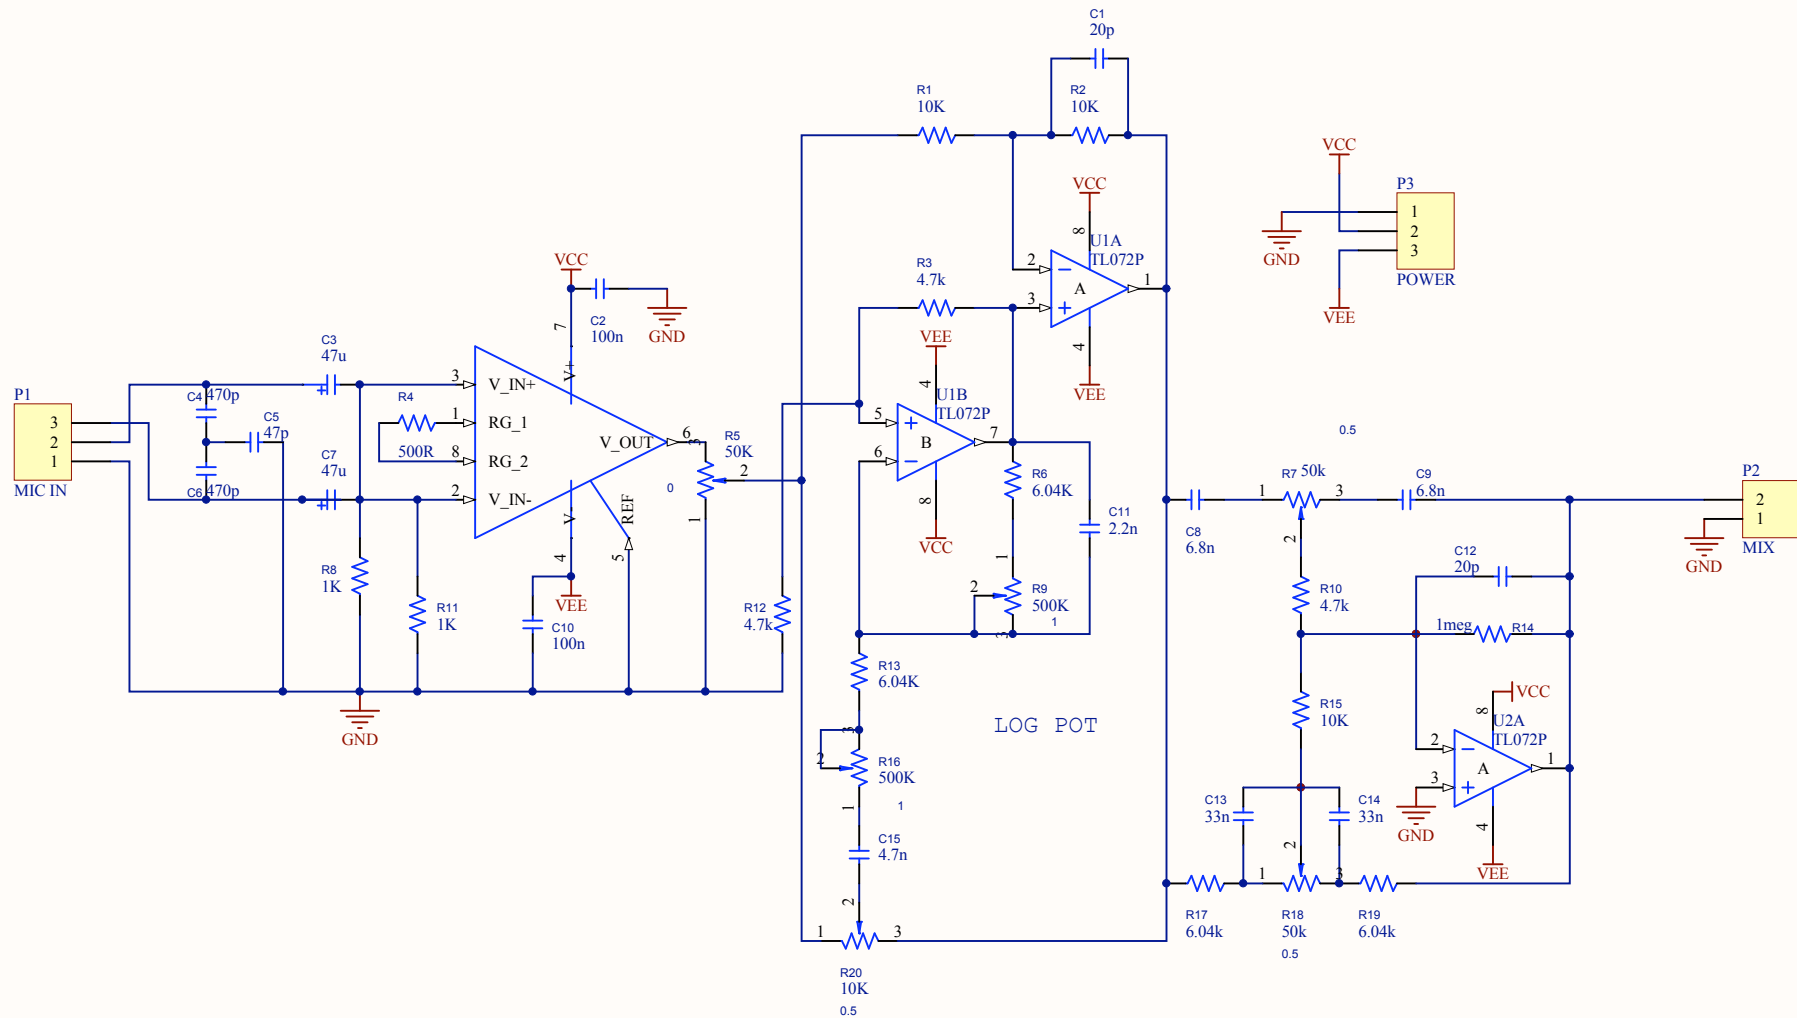 C1
20p
R1
10K
R2
10K
VCC
8
U1A
TL072P
2
A
1
3
4
VEE
R3
4.7k
VEE
4
U1B
TL072P
5
B
7
6
8
VCC
VCC
P3
1
2
3
GND
POWER
VEE
VCC
C2
100n
GND
7
V+
C3
47u
P1
3
2
1
MIC IN
C4
470p
C5
47p
C6
470p
C7
47u
R4
500R
3
V_IN+
1
RG_1
8
RG_2
2
V_IN-
V_OUT
6
V-
REF
4
5
3
R5
50K
0
2
1
R8
1K
R11
1K
VEE
C10
100n
GND
R12
4.7k
R6
6.04K
C11
2.2n
1
2
R9
500K
1
3
R13
6.04K
3
2
R16
500K
1
1
C15
4.7n
2
1
3
R20
10K
0.5
LOG POT
0.5
C8
6.8n
1
R7
50k
3
2
C9
6.8n
P2
2
1
MIX
GND
R10
4.7k
C12
20p
1meg
R14
R15
10K
8
VCC
U2A
TL072P
2
A
1
3
GND
4
VEE
C13
33n
C14
33n
2
1
3
R17
6.04k
R18
50k
0.5
R19
6.04k